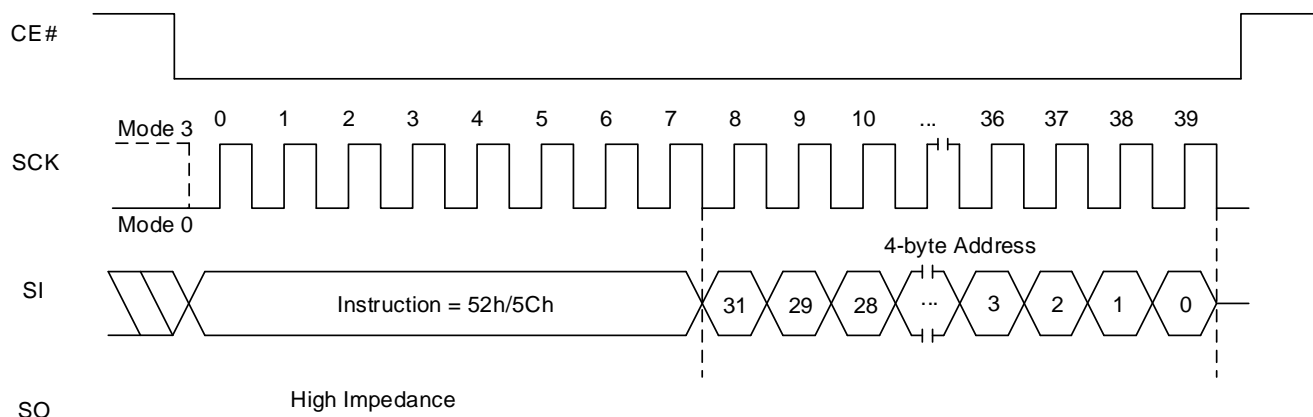 CE#
0 1 2 3 4 5 6 7 8 9 10 ... 36 37 38 39
Mode 3
SCK
Mode 0
4-byte Address
SI
Instruction = 52h/5Ch 31 29 28 ... 3 2 1 0
High Impedance
SO